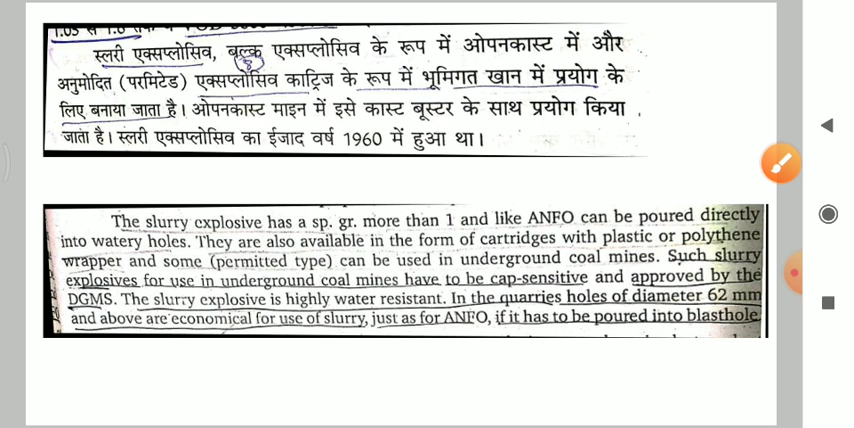 1.05 से 1.6 तक व VOD
स्लरी एक्सप्लोसिव, बुल्क एक्सप्लोसिव के रूप में ओपनकास्ट में और
अनुमोदित (परमिटेड) एक्सप्लोसिव काट्रिज के रूप में भूमिगत खान में प्रयोग के
लिए बनाया जाता है। ओपनकास्ट माइन में इसे कास्ट बूस्टर के साथ प्रयोग किया
जाता है। स्लरी एक्सप्लोसिव का ईजाद वर्ष 1960 में हुआ था।
The slurry explosive has a sp. gr. more than 1 and like ANFO can be poured directly
into watery holes. They are also available in the form of cartridges with plastic or polythene
wrapper and some (permitted type) can be used in underground coal mines. Such slurry
explosives for use in underground coal mines have to be cap-sensitive and approved by the
DGMS. The slurry explosive is highly water resistant. In the quarries holes of diameter 62 mm
and above are economical for use of slurry, just as for ANFO, if it has to be poured into blasthole